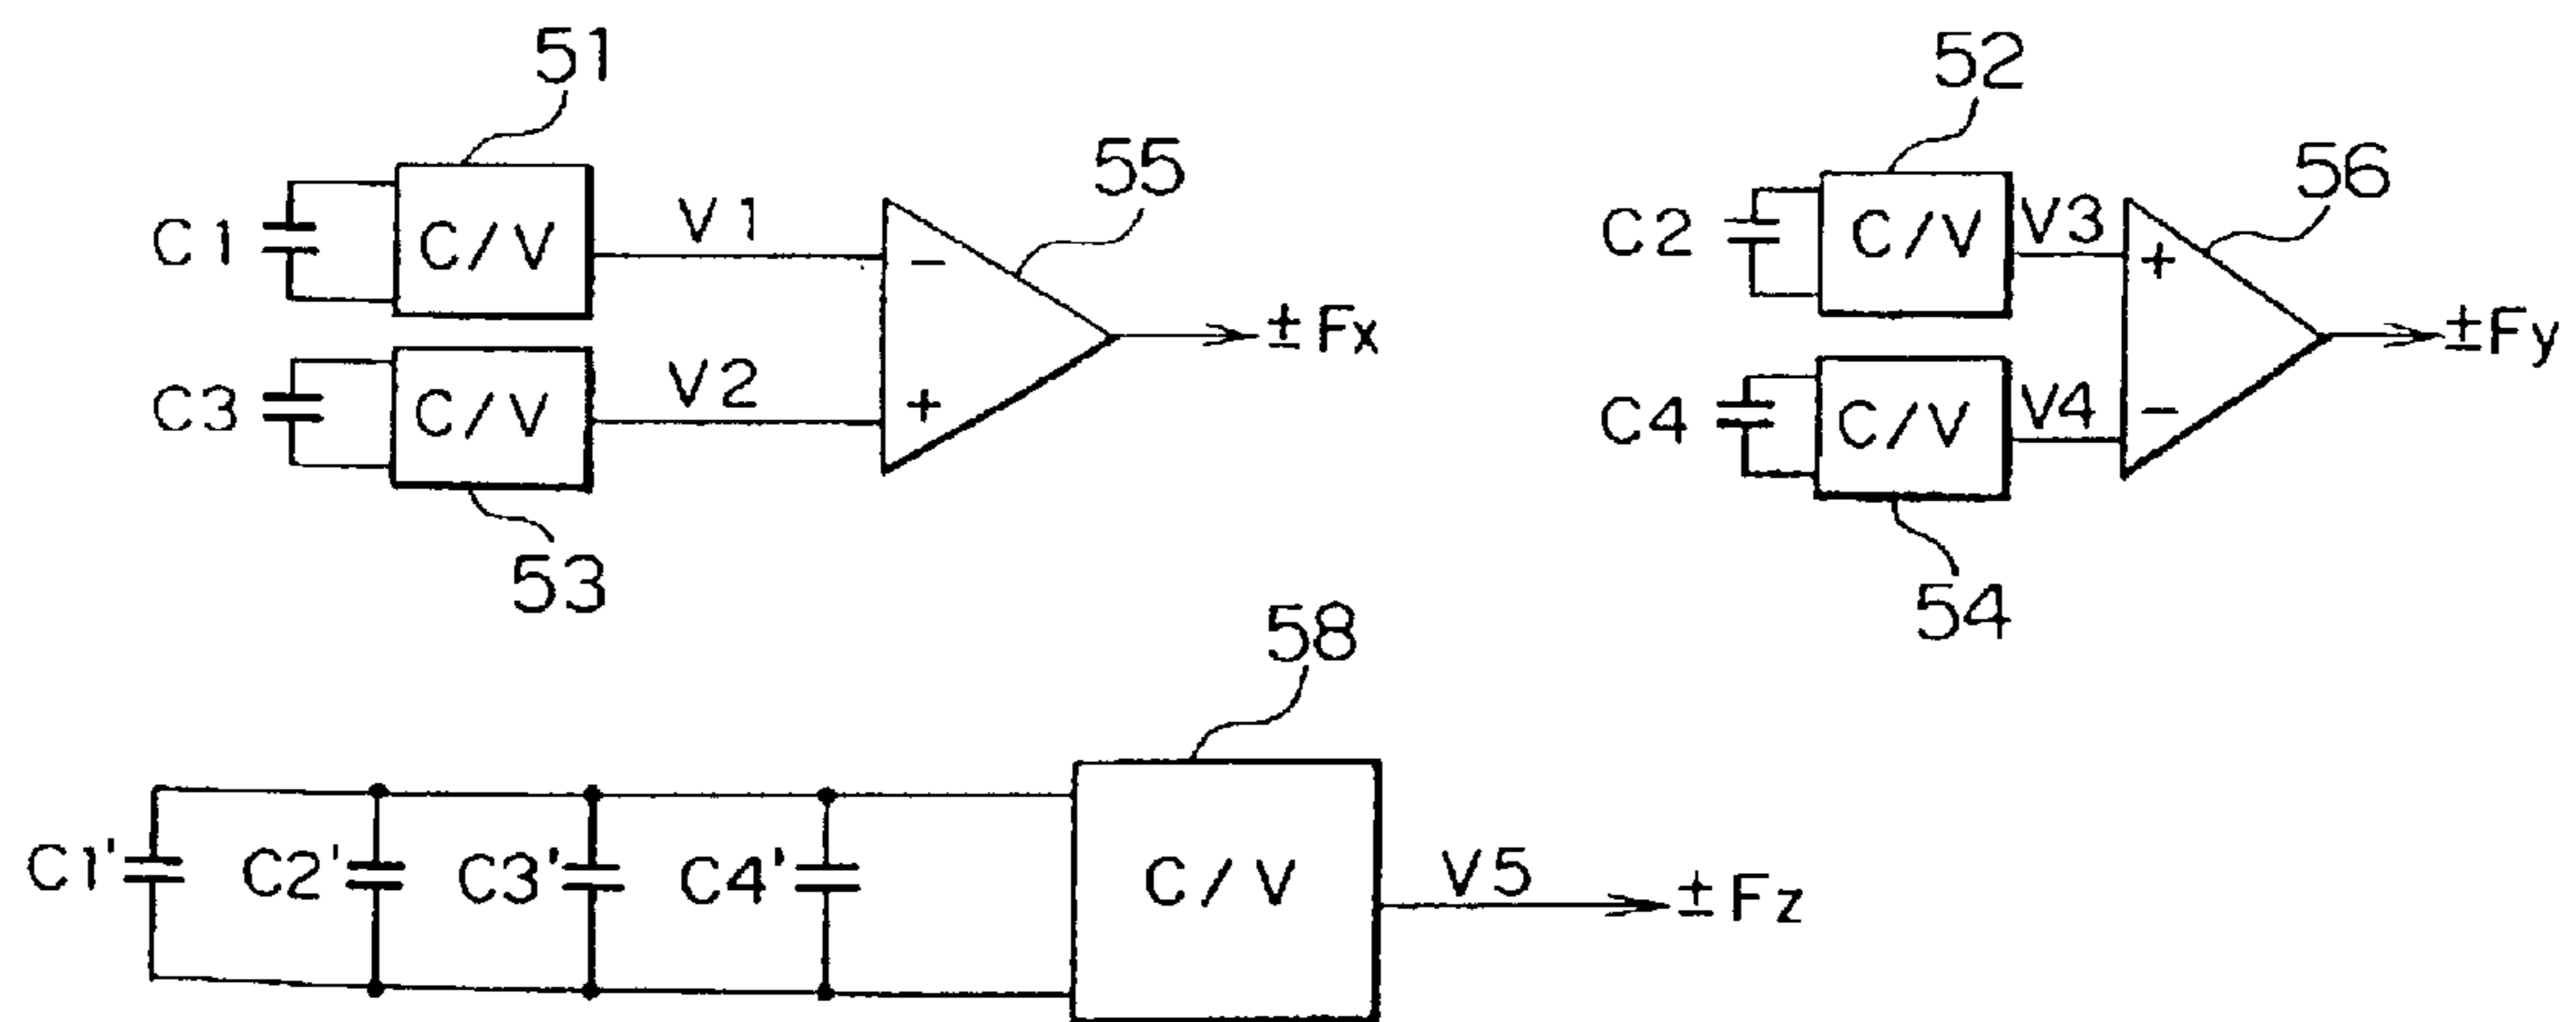 51
C1
C/V
V1
-
55
±Fx
C3
C/V
V2
+
53
52
C2
C/V
V3
+
56
±Fy
C4
C/V
V4
-
54
58
C1'
C2'
C3'
C4'
C/V
V5
±Fz